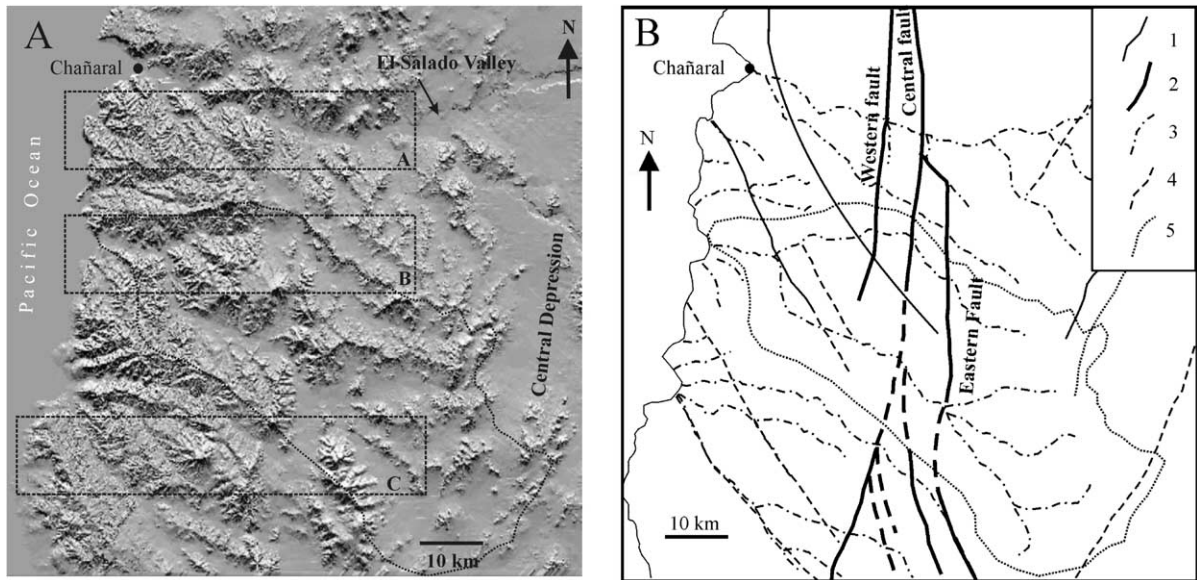 A
N
Chañaral
El Salado Valley
A
Pacific Ocean
B
Central Depression
C
10 km
B
Chañaral
N
Western fault
Central fault
Eastern Fault
10 km
1
2
3
4
5